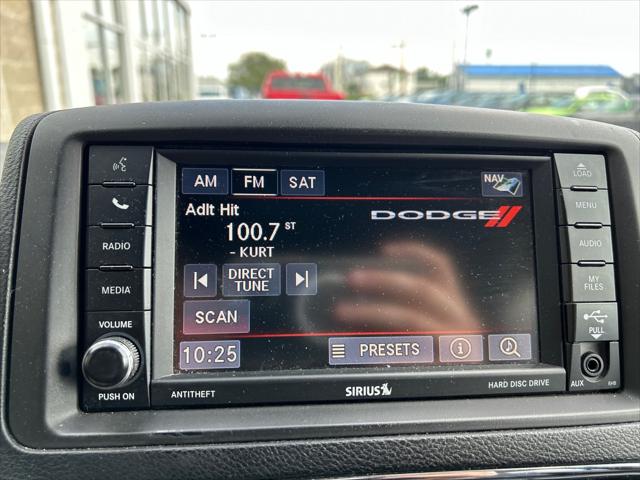 AM FM SAT NAV
Adlt Hit
DODGE
100.7 ST
- KURT
DIRECT
TUNE
SCAN
10:25
PRESETS
RADIO
MEDIA
VOLUME
PUSH ON
LOAD
MENU
AUDIO
MY
FILES
PULL
AUX
RHB
ANTITHEFT
SIRIUS
HARD DISC DRIVE